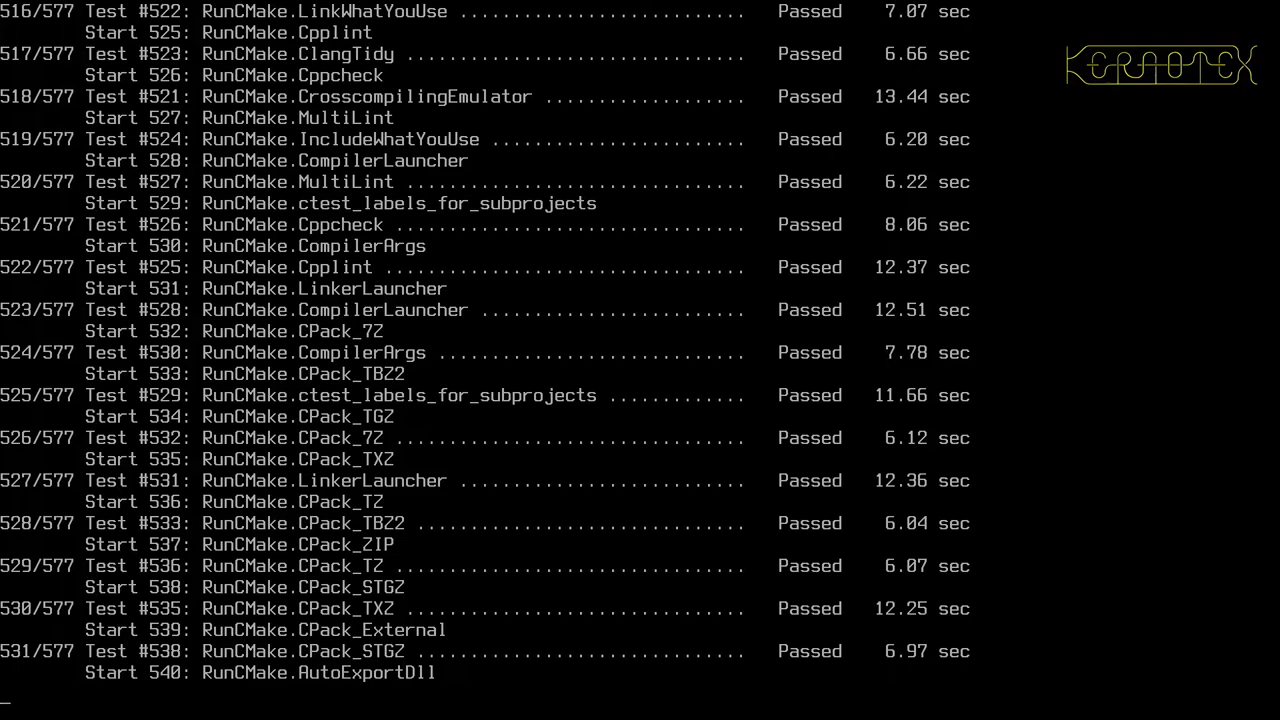 516/577 Test #522: RunCMake.LinkWhatYouUse ...........................   Passed    7.07 sec
        Start 525: RunCMake.Cpplint
517/577 Test #523: RunCMake.ClangTidy ................................   Passed    6.66 sec
        Start 526: RunCMake.Cppcheck
518/577 Test #521: RunCMake.CrosscompilingEmulator ...................   Passed   13.44 sec
        Start 527: RunCMake.MultiLint
519/577 Test #524: RunCMake.IncludeWhatYouUse ........................   Passed    6.20 sec
        Start 528: RunCMake.CompilerLauncher
520/577 Test #527: RunCMake.MultiLint ................................   Passed    6.22 sec
        Start 529: RunCMake.ctest_labels_for_subprojects
521/577 Test #526: RunCMake.Cppcheck .................................   Passed    8.06 sec
        Start 530: RunCMake.CompilerArgs
522/577 Test #525: RunCMake.Cpplint ..................................   Passed   12.37 sec
        Start 531: RunCMake.LinkerLauncher
523/577 Test #528: RunCMake.CompilerLauncher .........................   Passed   12.51 sec
        Start 532: RunCMake.CPack_7Z
524/577 Test #530: RunCMake.CompilerArgs .............................   Passed    7.78 sec
        Start 533: RunCMake.CPack_TBZ2
525/577 Test #529: RunCMake.ctest_labels_for_subprojects .............   Passed   11.66 sec
        Start 534: RunCMake.CPack_TGZ
526/577 Test #532: RunCMake.CPack_7Z .................................   Passed    6.12 sec
        Start 535: RunCMake.CPack_TXZ
527/577 Test #531: RunCMake.LinkerLauncher ...........................   Passed   12.36 sec
        Start 536: RunCMake.CPack_TZ
528/577 Test #533: RunCMake.CPack_TBZ2 ...............................   Passed    6.04 sec
        Start 537: RunCMake.CPack_ZIP
529/577 Test #536: RunCMake.CPack_TZ .................................   Passed    6.07 sec
        Start 538: RunCMake.CPack_STGZ
530/577 Test #535: RunCMake.CPack_TXZ ................................   Passed   12.25 sec
        Start 539: RunCMake.CPack_External
531/577 Test #538: RunCMake.CPack_STGZ ...............................   Passed    6.97 sec
        Start 540: RunCMake.AutoExportDll
_
KERNOTEX